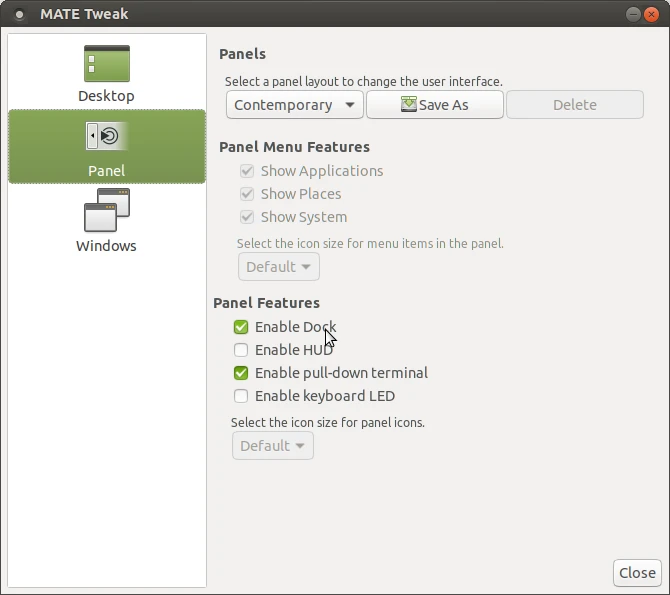 MATE Tweak
Desktop
Panel
Windows
Panels
Select a panel layout to change the user interface.
Contemporary
Save As
Delete
Panel Menu Features
Show Applications
Show Places
Show System
Select the icon size for menu items in the panel.
Default
Panel Features
Enable Dock
Enable HUD
Enable pull-down terminal
Enable keyboard LED
Select the icon size for panel icons.
Default
Close